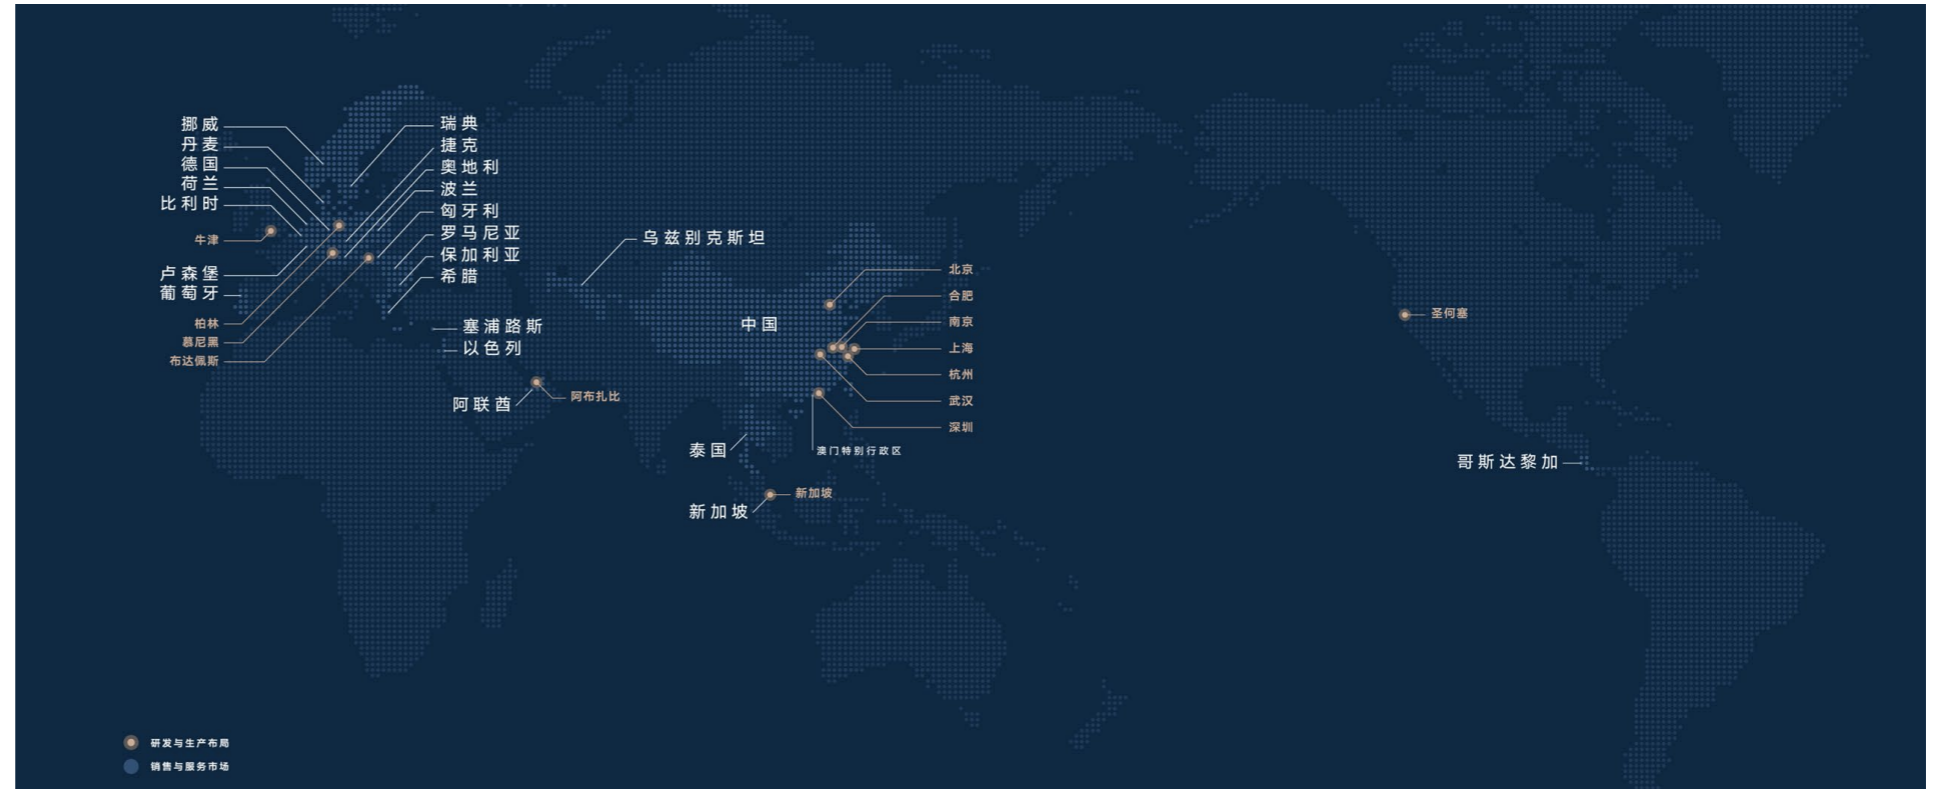 挪威
丹麦
德国
荷兰
比利时
牛津
卢森堡
葡萄牙
柏林
慕尼黑
布达佩斯
瑞典
捷克
奥地利
波兰
匈牙利
罗马尼亚
保加利亚
希腊
塞浦路斯
以色列
阿联酋
阿布扎比
乌兹别克斯坦
中国
北京
合肥
南京
上海
杭州
武汉
深圳
澳门特别行政区
泰国
新加坡
新加坡
圣何塞
哥斯达黎加
研发与生产布局
销售与服务市场